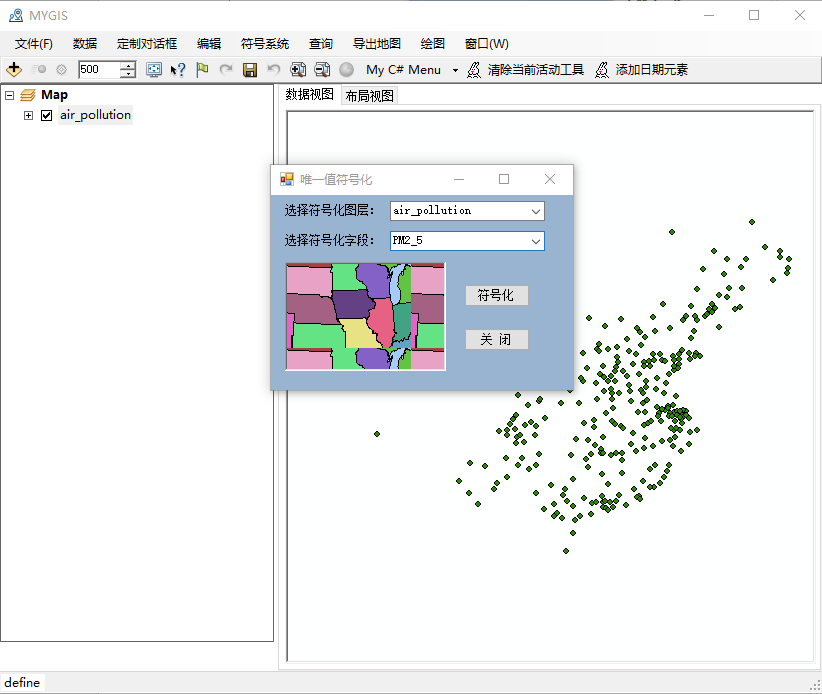 MYGIS
文件(F) 数据 定制对话框 编辑 符号系统 查询 导出地图 绘图 窗口(W)
500 My C# Menu 清除当前活动工具 添加日期元素
Map
air_pollution
数据视图 布局视图
唯一值符号化
选择符号化图层： air_pollution
选择符号化字段： PM2_5
符号化
关 闭
define